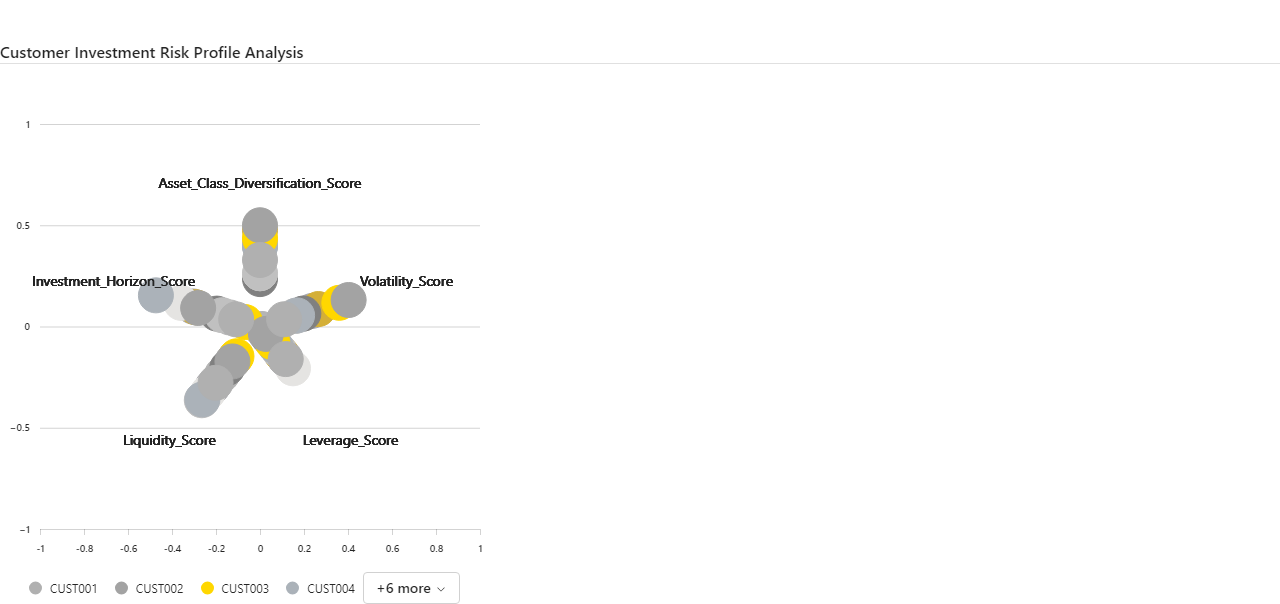 Customer Investment Risk Profile Analysis
1
Asset_Class_Diversification_Score
0.5
Investment_Horizon_Score
Volatility_Score
0
−0.5
Liquidity_Score
Leverage_Score
−1
-1 -0.8 -0.6 -0.4 -0.2 0 0.2 0.4 0.6 0.8 1
CUST001 CUST002 CUST003 CUST004 +6 more